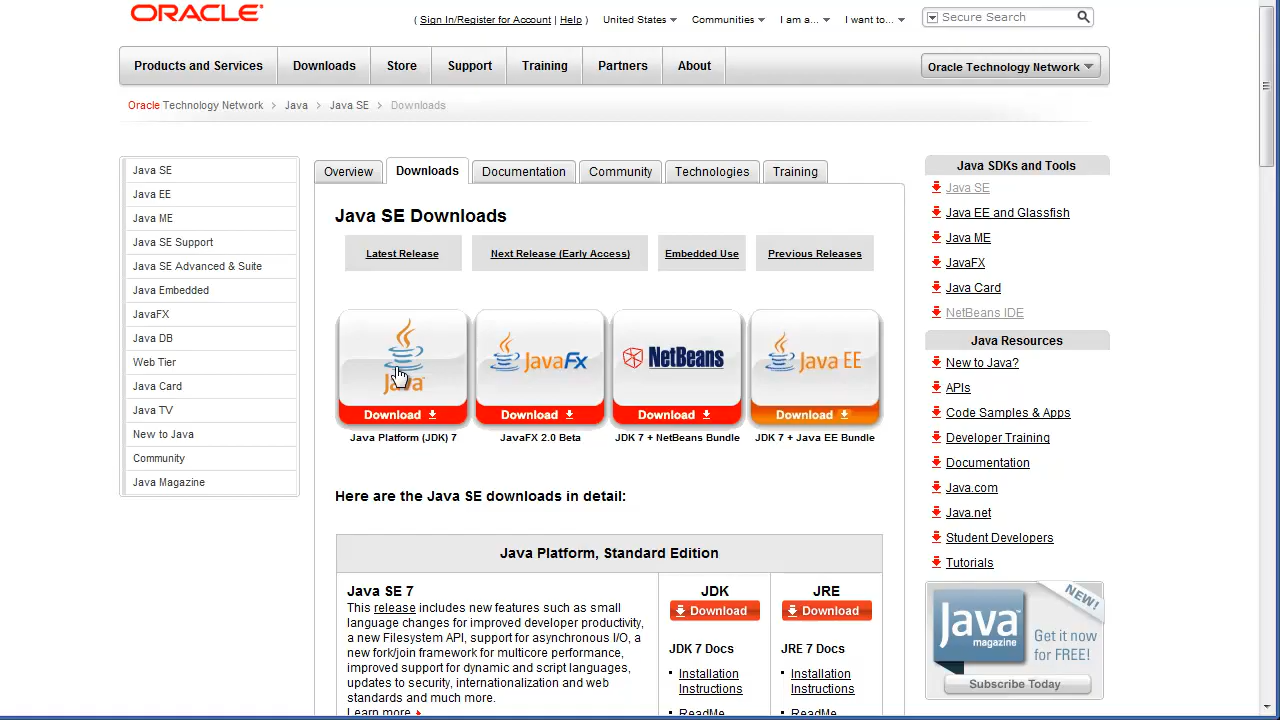 ORACLE
( Sign In/Register for Account | Help ) United States Communities I am a... I want to... Secure Search
Products and Services Downloads Store Support Training Partners About Oracle Technology Network
Oracle Technology Network > Java > Java SE > Downloads
Java SE
Java EE
Java ME
Java SE Support
Java SE Advanced & Suite
Java Embedded
JavaFX
Java DB
Web Tier
Java Card
Java TV
New to Java
Community
Java Magazine
Overview Downloads Documentation Community Technologies Training
Java SE Downloads
Latest Release Next Release (Early Access) Embedded Use Previous Releases
Java JavaFX NetBeans Java EE
Download Download Download Download
Java Platform (JDK) 7 JavaFX 2.0 Beta JDK 7 + NetBeans Bundle JDK 7 + Java EE Bundle
Here are the Java SE downloads in detail:
Java Platform, Standard Edition
Java SE 7
This release includes new features such as small
language changes for improved developer productivity,
a new Filesystem API, support for asynchronous I/O, a
new fork/join framework for multicore performance,
improved support for dynamic and script languages,
updates to security, internationalization and web
standards and much more.
Learn more
JDK
Download
JDK 7 Docs
Installation
Instructions
ReadMe
JRE
Download
JRE 7 Docs
Installation
Instructions
ReadMe
Java SDKs and Tools
Java SE
Java EE and Glassfish
Java ME
JavaFX
Java Card
NetBeans IDE
Java Resources
New to Java?
APIs
Code Samples & Apps
Developer Training
Documentation
Java.com
Java.net
Student Developers
Tutorials
NEW!
Java
magazine
Get it now
for FREE!
Subscribe Today